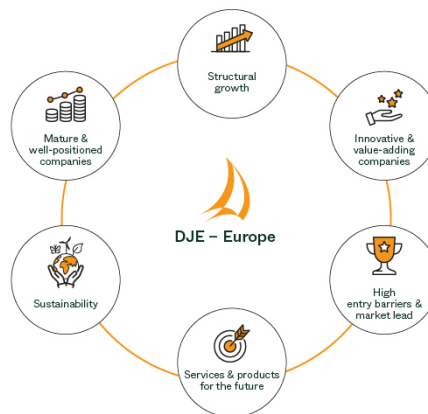 Structural
growth
Mature &
well-positioned
companies
Innovative &
value-adding
companies
DJE – Europe
Sustainability
High
entry barriers &
market lead
Services & products
for the future